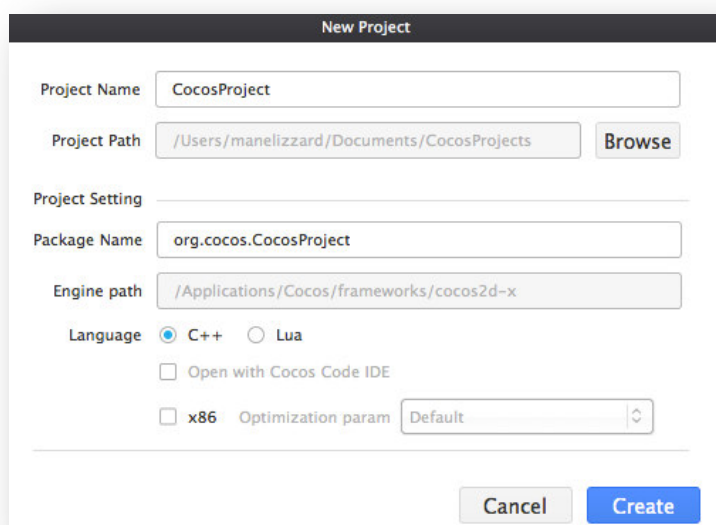 New Project
Project Name CocosProject
Project Path /Users/manelizzard/Documents/CocosProjects Browse
Project Setting
Package Name org.cocos.CocosProject
Engine path /Applications/Cocos/frameworks/cocos2d-x
Language C++ Lua
Open with Cocos Code IDE
x86 Optimization param Default
Cancel Create